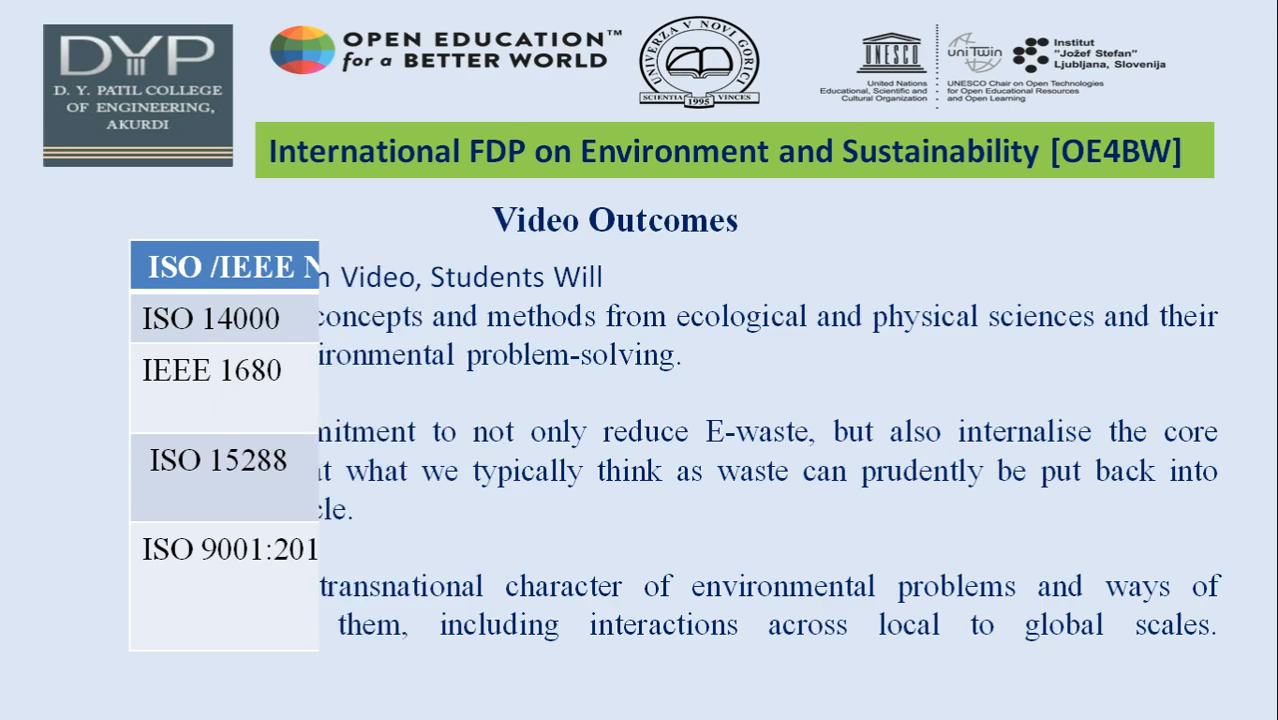 DYP
D. Y. PATIL COLLEGE
OF ENGINEERING,
AKURDI
OPEN EDUCATION™
for a BETTER WORLD
UNIVERZA V NOVI GORICI
SCIENTIA 1995 VINCES
UNESCO
United Nations
Educational, Scientific and
Cultural Organization
uniTwin
Institut
"Jožef Stefan"
Ljubljana, Slovenija
UNESCO Chair on Open Technologies
for Open Educational Resources
and Open Learning
International FDP on Environment and Sustainability [OE4BW]
Video Outcomes
ISO /IEEE N
Video, Students Will
ISO 14000
concepts and methods from ecological and physical sciences and their
ironmental problem-solving.
IEEE 1680
mitment to not only reduce E-waste, but also internalise the core
ISO 15288
at what we typically think as waste can prudently be put back into
cle.
ISO 9001:201
transnational character of environmental problems and ways of
them, including interactions across local to global scales.